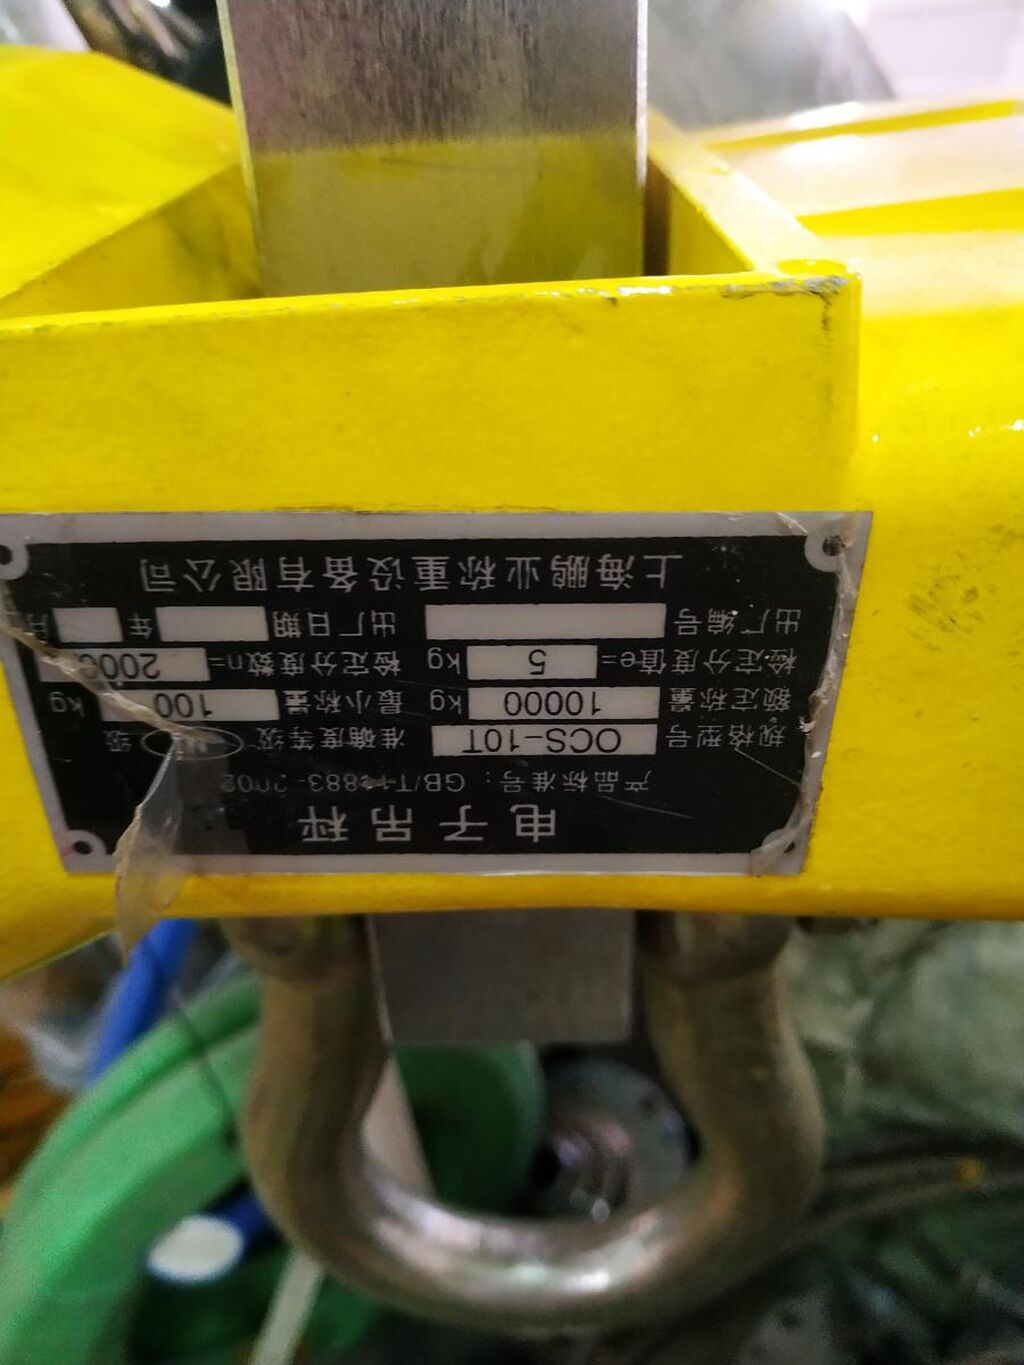 电子吊秤
产品标准号：GB/T11883-2002
规格型号 OCS-10T 准确度等级 级
额定称量 10000 kg 最小称量 100 kg
检定分度值e= 5 kg 检定分度数n= 2000
出厂编号 出厂日期 年 月
上海鹏业称重设备有限公司